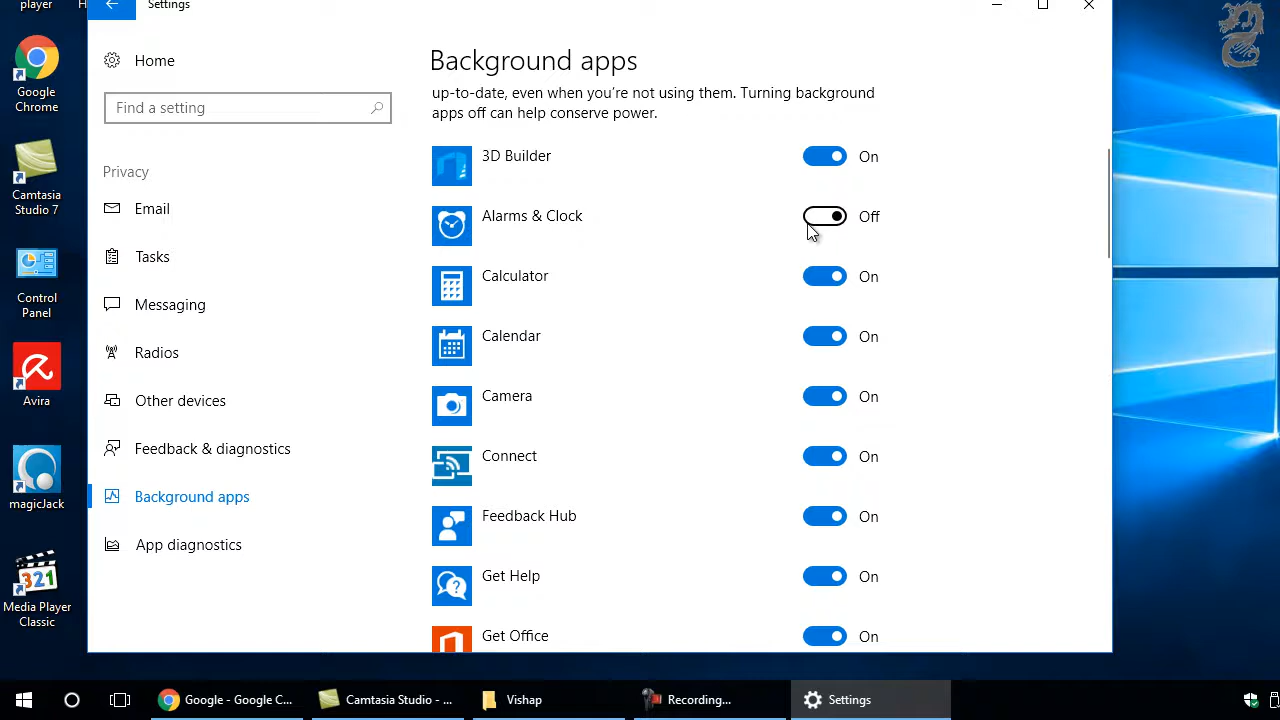 player
H
Settings
Google
Chrome
Camtasia
Studio 7
Control
Panel
Avira
magicJack
321
Media Player
Classic
Home
Find a setting
Privacy
Email
Tasks
Messaging
Radios
Other devices
Feedback & diagnostics
Background apps
App diagnostics
Background apps
up-to-date, even when you're not using them. Turning background
apps off can help conserve power.
3D Builder On
Alarms & Clock Off
Calculator On
Calendar On
Camera On
Connect On
Feedback Hub On
Get Help On
Get Office On
Google - Google C...
Camtasia Studio - ...
Vishap
Recording...
Settings